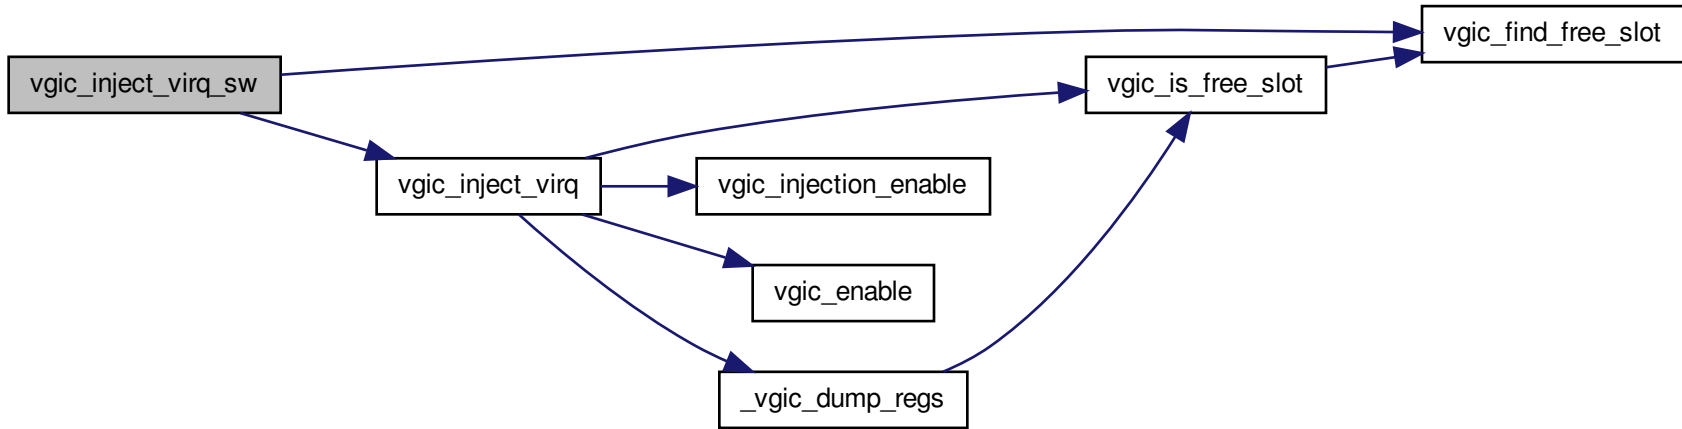 vgic_find_free_slot
vgic_inject_virq_sw
vgic_is_free_slot
vgic_inject_virq
vgic_injection_enable
vgic_enable
_vgic_dump_regs